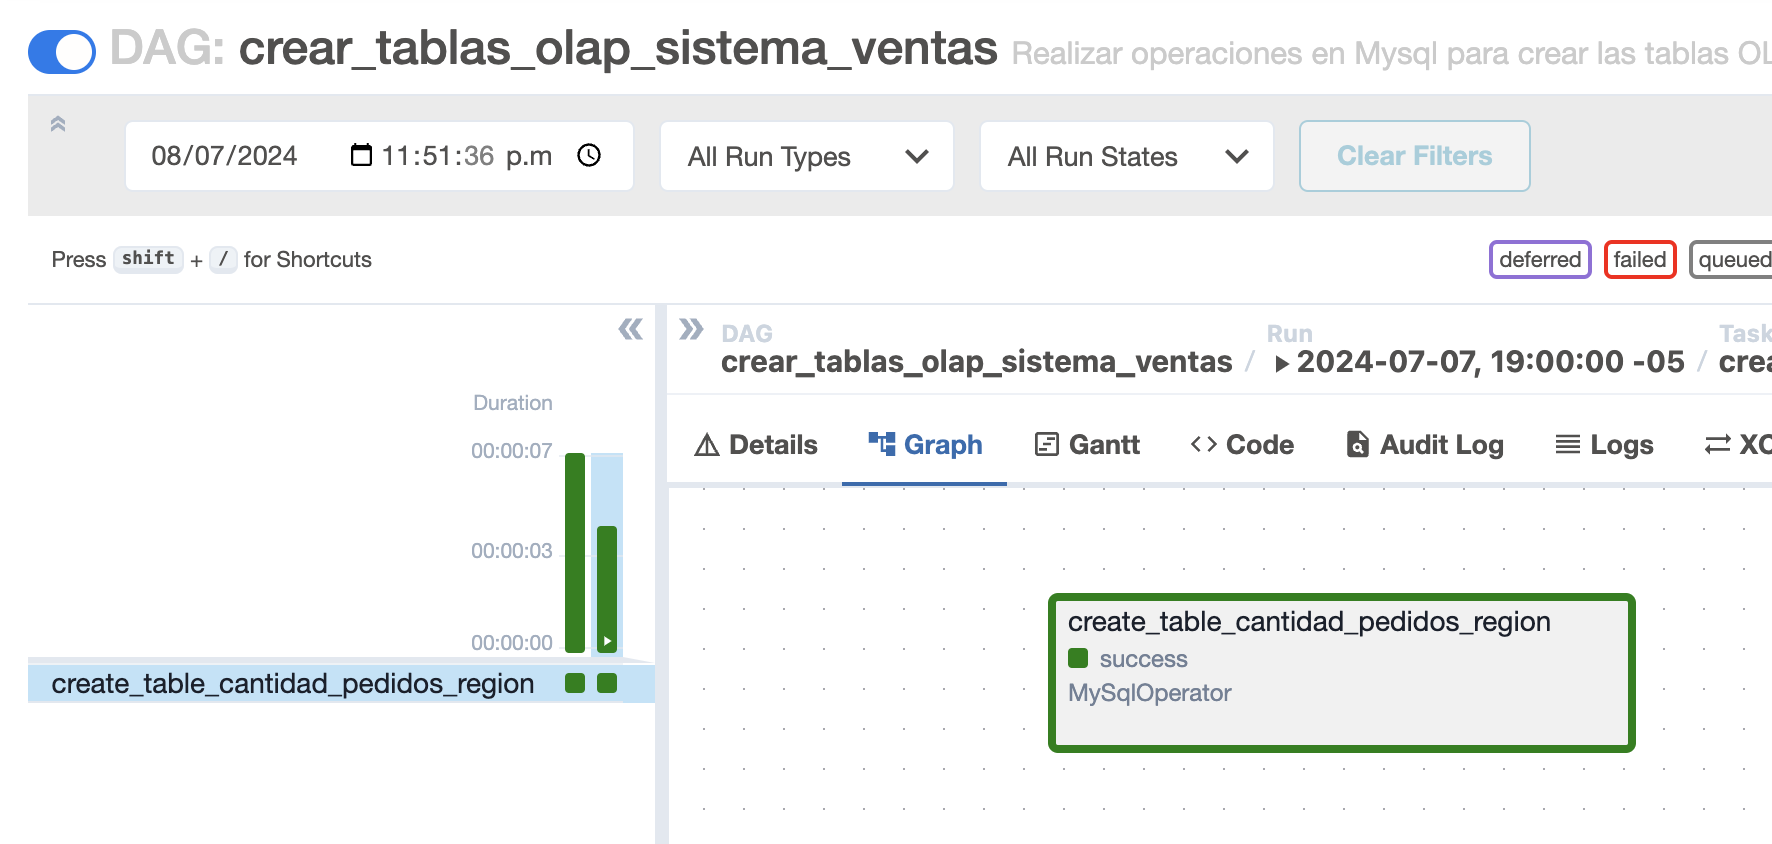 DAG: crear_tablas_olap_sistema_ventas Realizar operaciones en Mysql para crear las tablas OL
08/07/2024 11:51:36 p.m
All Run Types
All Run States
Clear Filters
Press shift + / for Shortcuts
deferred
failed
queued
DAG
crear_tablas_olap_sistema_ventas /
Run
2024-07-07, 19:00:00 -05 /
Task
crea
Duration
00:00:07
00:00:03
00:00:00
create_table_cantidad_pedidos_region
Details
Graph
Gantt
Code
Audit Log
Logs
XC
create_table_cantidad_pedidos_region
success
MySqlOperator